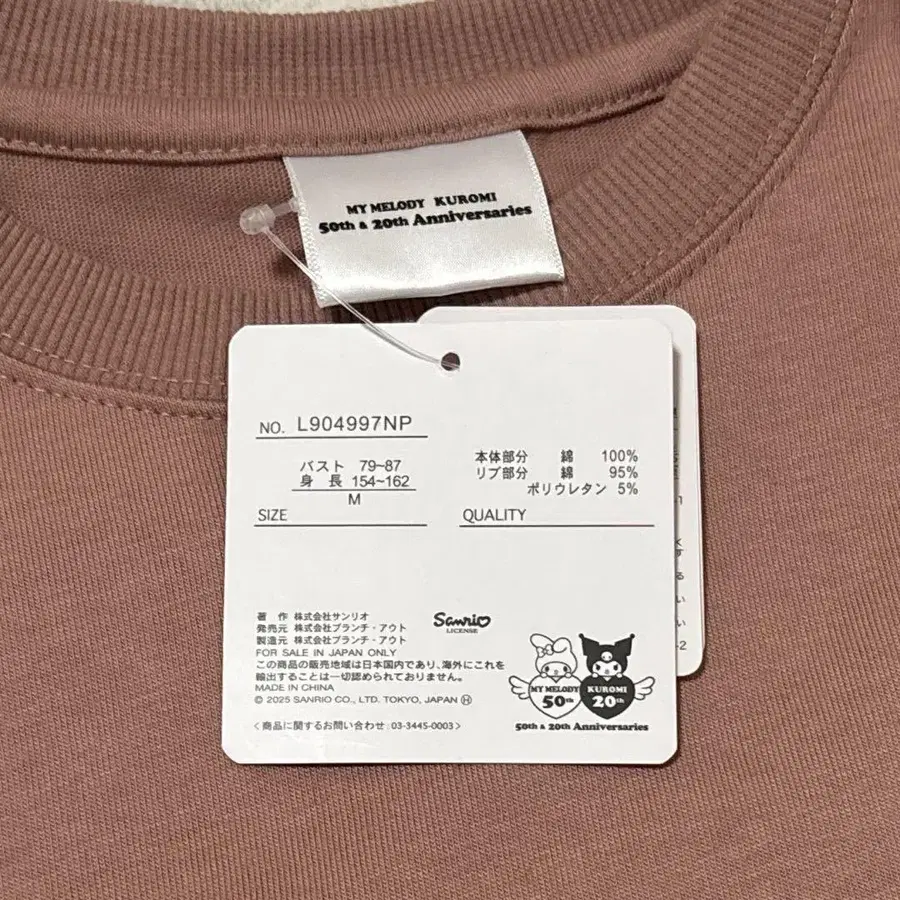 MY MELODY KUROMI
50th & 20th Anniversaries
NO. L904997NP
バスト 79~87
身 長 154~162
M
SIZE
本体部分 綿 100%
リブ部分 綿 95%
ポリウレタン 5%
QUALITY
著 作 株式会社サンリオ
発売元 株式会社ブランチ・アウト
製造元 株式会社ブランチ・アウト
FOR SALE IN JAPAN ONLY
この商品の販売地域は日本国内であり、海外にこれを
輸出することは一切認められておりません。
MADE IN CHINA
© 2025 SANRIO CO., LTD. TOKYO, JAPAN Ⓗ
<商品に関するお問い合わせ:03-3445-0003>
Sanrio
LICENSE
MY MELODY
50th
KUROMI
20th
50th & 20th Anniversaries